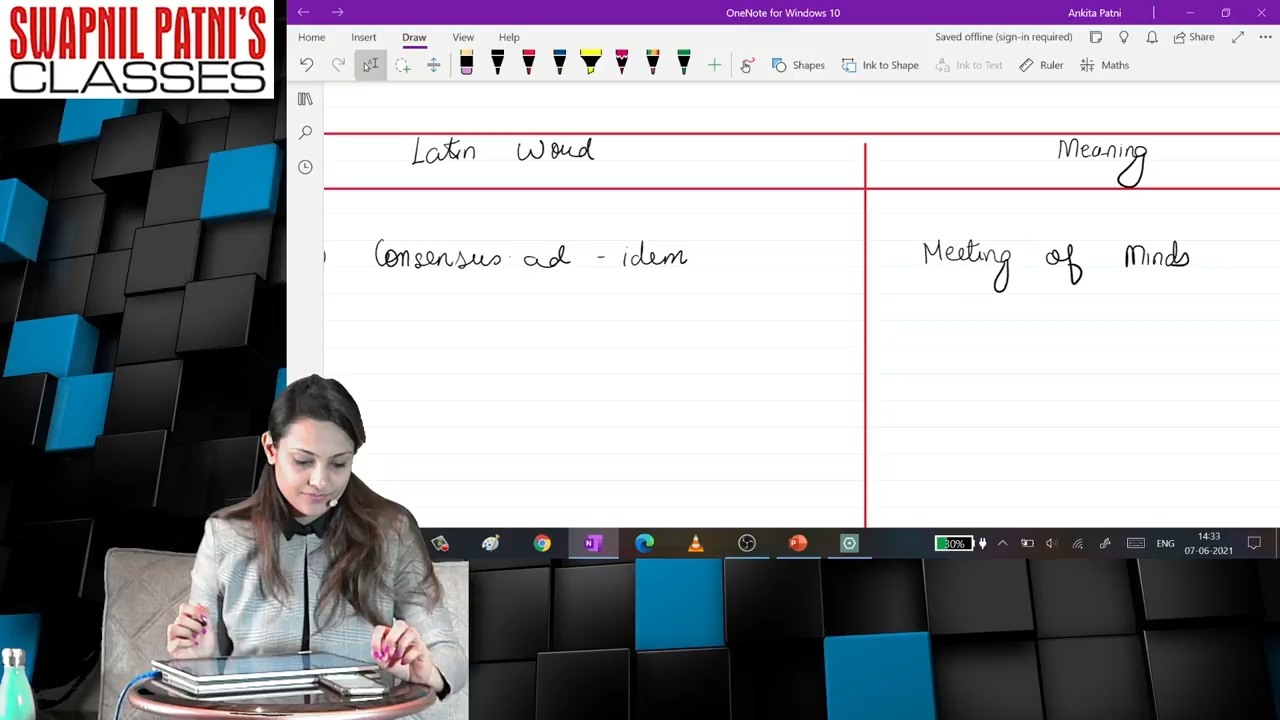 SWAPNIL PATNI'S
CLASSES
OneNote for Windows 10
Ankita Patni
Home Insert Draw View Help
Saved offline (sign-in required)
Share
Shapes
Ink to Shape
Ink to Text
Ruler
Maths
Latin Word
Meaning
Consensus ad - idem
Meeting of Minds
30%
ENG
14:33
07-06-2021